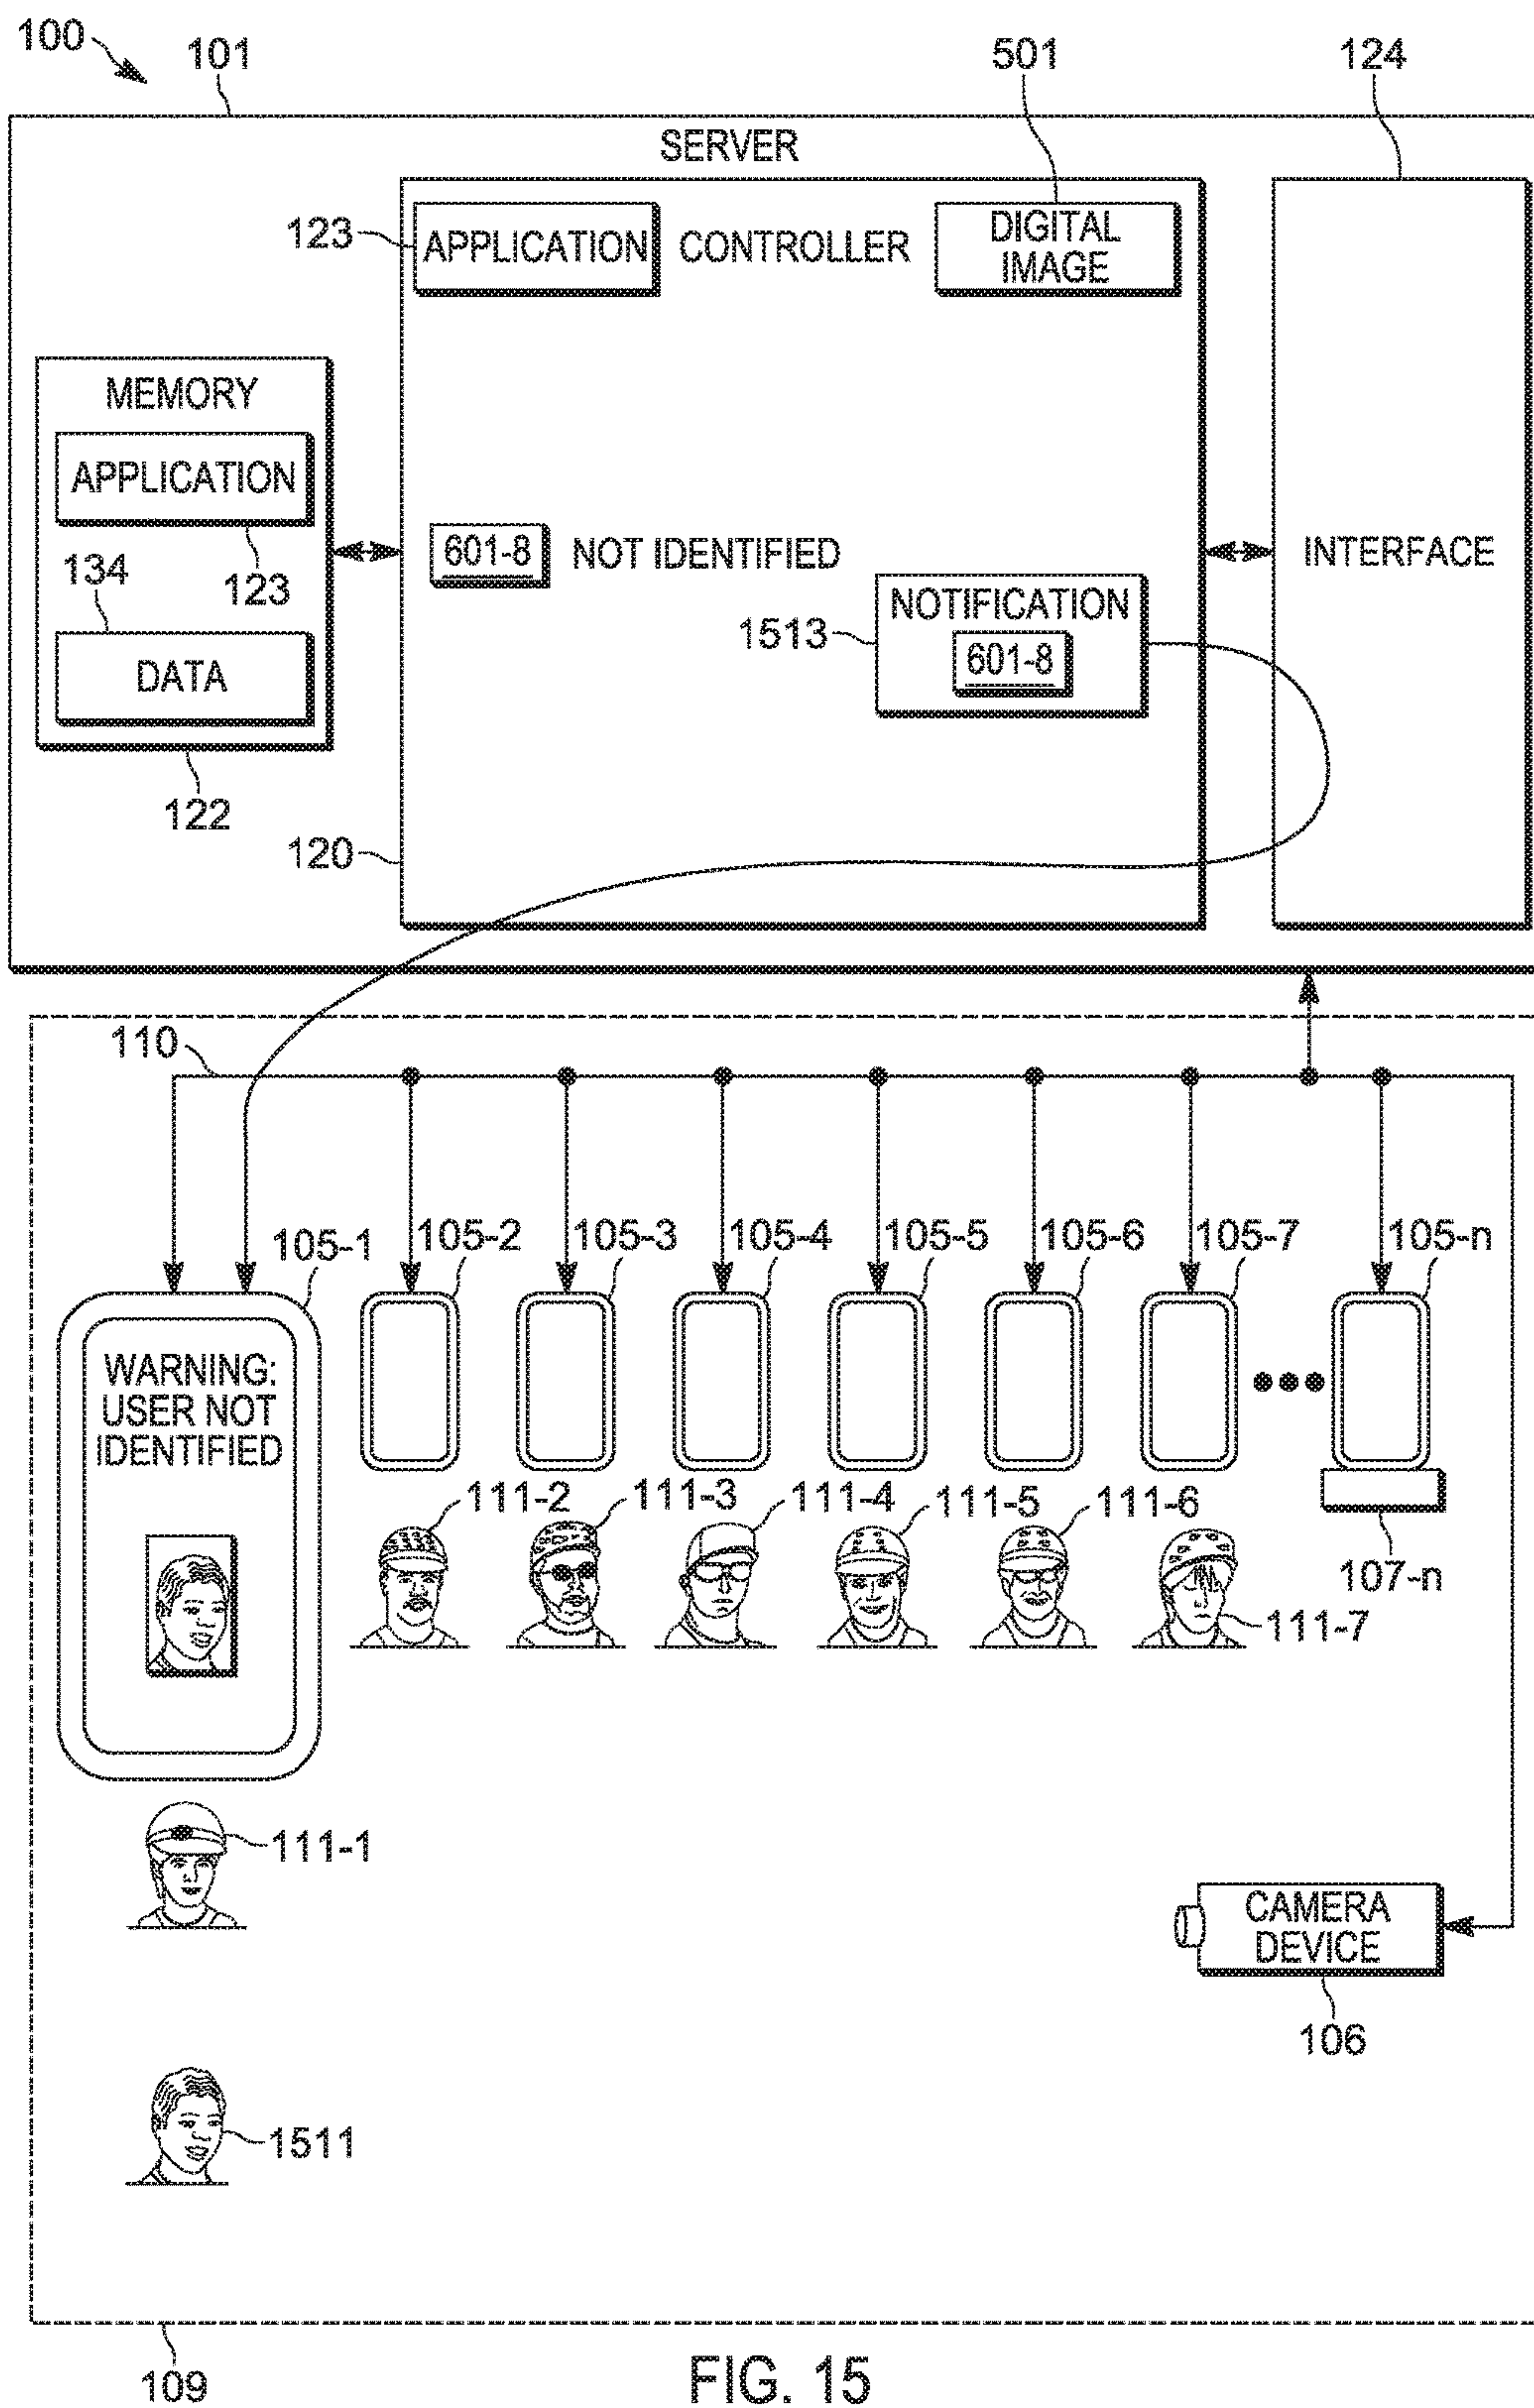 100
101
501
124
SERVER
123
APPLICATION
CONTROLLER
DIGITAL
IMAGE
MEMORY
APPLICATION
123
134
DATA
122
601-8
NOT IDENTIFIED
INTERFACE
NOTIFICATION
1513
601-8
120
110
105-1
105-2
105-3
105-4
105-5
105-6
105-7
105-n
WARNING:
USER NOT
IDENTIFIED
111-2
111-3
111-4
111-5
111-6
107-n
111-7
111-1
CAMERA
DEVICE
106
1511
109
FIG. 15